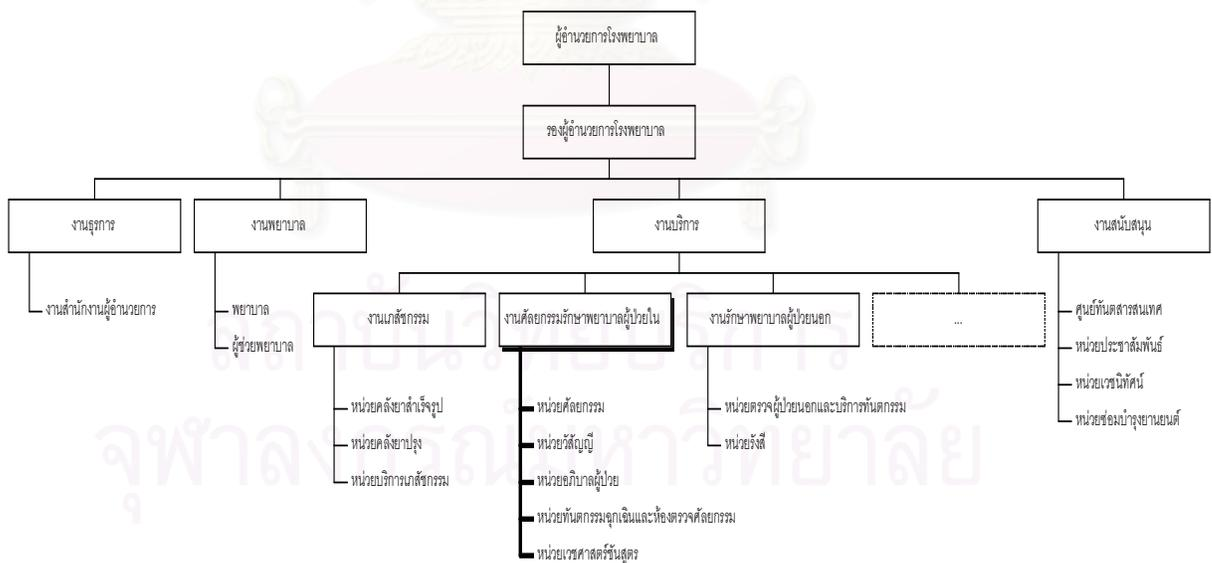 ผู้อำนวยการโรงพยาบาล
รองผู้อำนวยการโรงพยาบาล
งานธุรการ
งานพยาบาล
งานบริการ
งานสนับสนุน
งานสำนักงานผู้อำนวยการ
พยาบาล
ผู้ช่วยพยาบาล
งานเภสัชกรรม
งานศัลยกรรมรักษาพยาบาลผู้ป่วยใน
งานรักษาพยาบาลผู้ป่วยนอก
...
ศูนย์ทันตสารสนเทศ
หน่วยประชาสัมพันธ์
หน่วยเวชนิทัศน์
หน่วยซ่อมบำรุงยานยนต์
หน่วยคลังยาสำเร็จรูป
หน่วยคลังยาปรุง
หน่วยบริการเภสัชกรรม
หน่วยศัลยกรรม
หน่วยวิสัญญี
หน่วยอภิบาลผู้ป่วย
หน่วยทันตกรรมฉุกเฉินและห้องตรวจศัลยกรรม
หน่วยเวชศาสตร์ชันสูตร
หน่วยตรวจผู้ป่วยนอกและบริการทันตกรรม
หน่วยรังสี
สถาบันวิทยบริการ
จุฬาลงกรณ์มหาวิทยาลัย